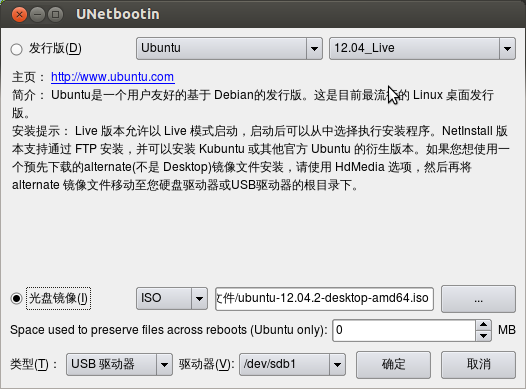 UNetbootin
发行版(D)
Ubuntu
12.04_Live
主页： http://www.ubuntu.com
简介： Ubuntu是一个用户友好的基于 Debian的发行版。这是目前最流行的 Linux 桌面发行
版。
安装提示： Live 版本允许以 Live 模式启动，启动后可以从中选择执行安装程序。NetInstall 版
本支持通过 FTP 安装，并可以安装 Kubuntu 或其他官方 Ubuntu 的衍生版本。如果您想使用一
个预先下载的alternate(不是 Desktop)镜像文件安装，请使用 HdMedia 选项，然后再将
alternate 镜像文件移动至您硬盘驱动器或USB驱动器的根目录下。
光盘镜像(I)
ISO
文件/ubuntu-12.04.2-desktop-amd64.iso
...
Space used to preserve files across reboots (Ubuntu only):
0
MB
类型(T)：
USB 驱动器
驱动器(V):
/dev/sdb1
确定
取消